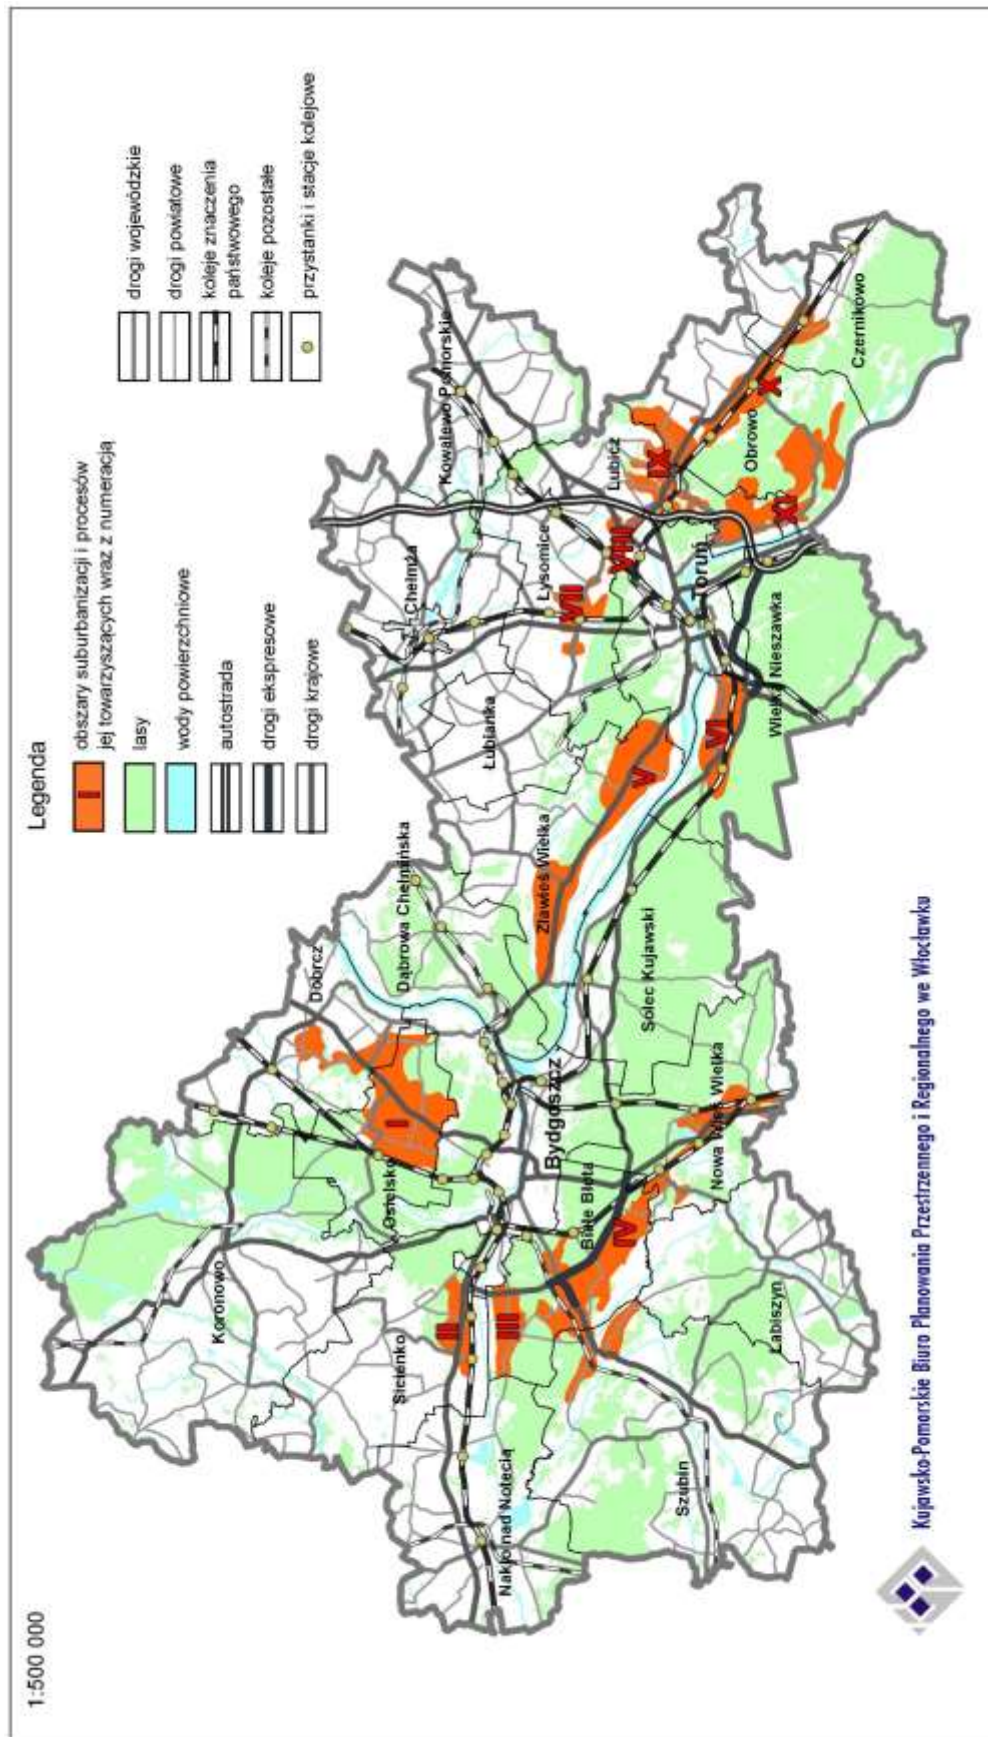 1:500 000
Legenda
I
obszary suburbanizacji i procesów
jej towarzyszących wraz z numeracją
lasy
wody powierzchniowe
autostrada
drogi ekspresowe
drogi krajowe
drogi wojewódzkie
drogi powiatowe
koleje znaczenia
państwowego
koleje pozostałe
przystanki i stacje kolejowe
Koronowo
Dobrcz
Osielsko
I
Dąbrowa Chełmińska
Sicienko
II
III
Nakło nad Notecią
Bydgoszcz
Białe Błota
IV
Szubin
Łabiszyn
Nowa Wieś Wielka
Solec Kujawski
Zławieś Wielka
V
VI
Łubianka
Chełmża
Łysomice
VII
VIII
Kowalewo Pomorskie
Lubicz
IX
Toruń
Wielka Nieszawka
Obrowo
X
XI
Czernikowo
Kujawsko-Pomorskie Biuro Planowania Przestrzennego i Regionalnego we Włocławku